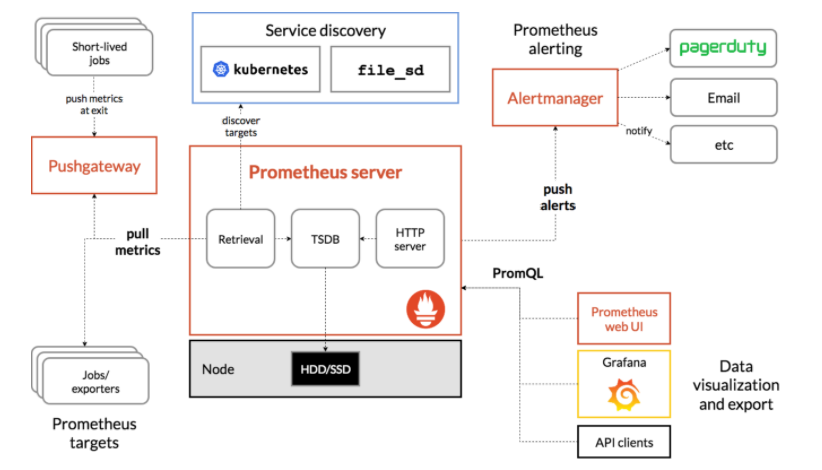 Short-lived
jobs
push metrics
at exit
Pushgateway
Service discovery
kubernetes
file_sd
discover
targets
Prometheus
alerting
Alertmanager
pagerduty
Email
etc
notify
Prometheus server
Retrieval
TSDB
HTTP
server
pull
metrics
push
alerts
PromQL
Node
HDD/SSD
Jobs/
exporters
Prometheus
targets
Prometheus
web UI
Grafana
API clients
Data
visualization
and export